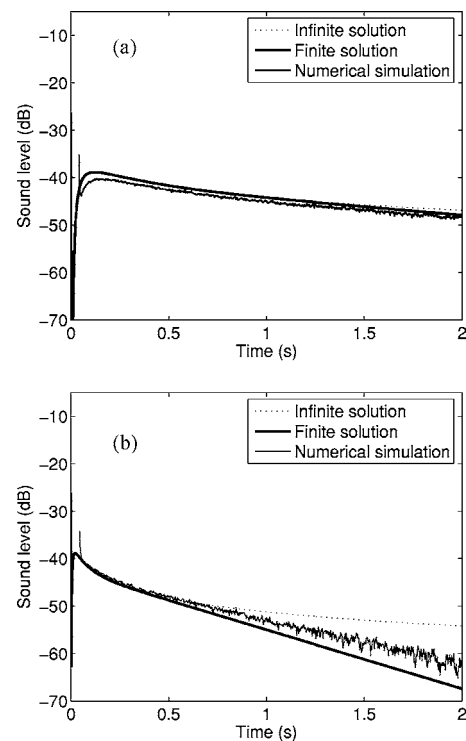 (a)
Infinite solution
Finite solution
Numerical simulation
Sound level (dB)
−10
−20
−30
−40
−50
−60
−70
0
0.5
1
1.5
2
Time (s)
(b)
Infinite solution
Finite solution
Numerical simulation
Sound level (dB)
−10
−20
−30
−40
−50
−60
−70
0
0.5
1
1.5
2
Time (s)